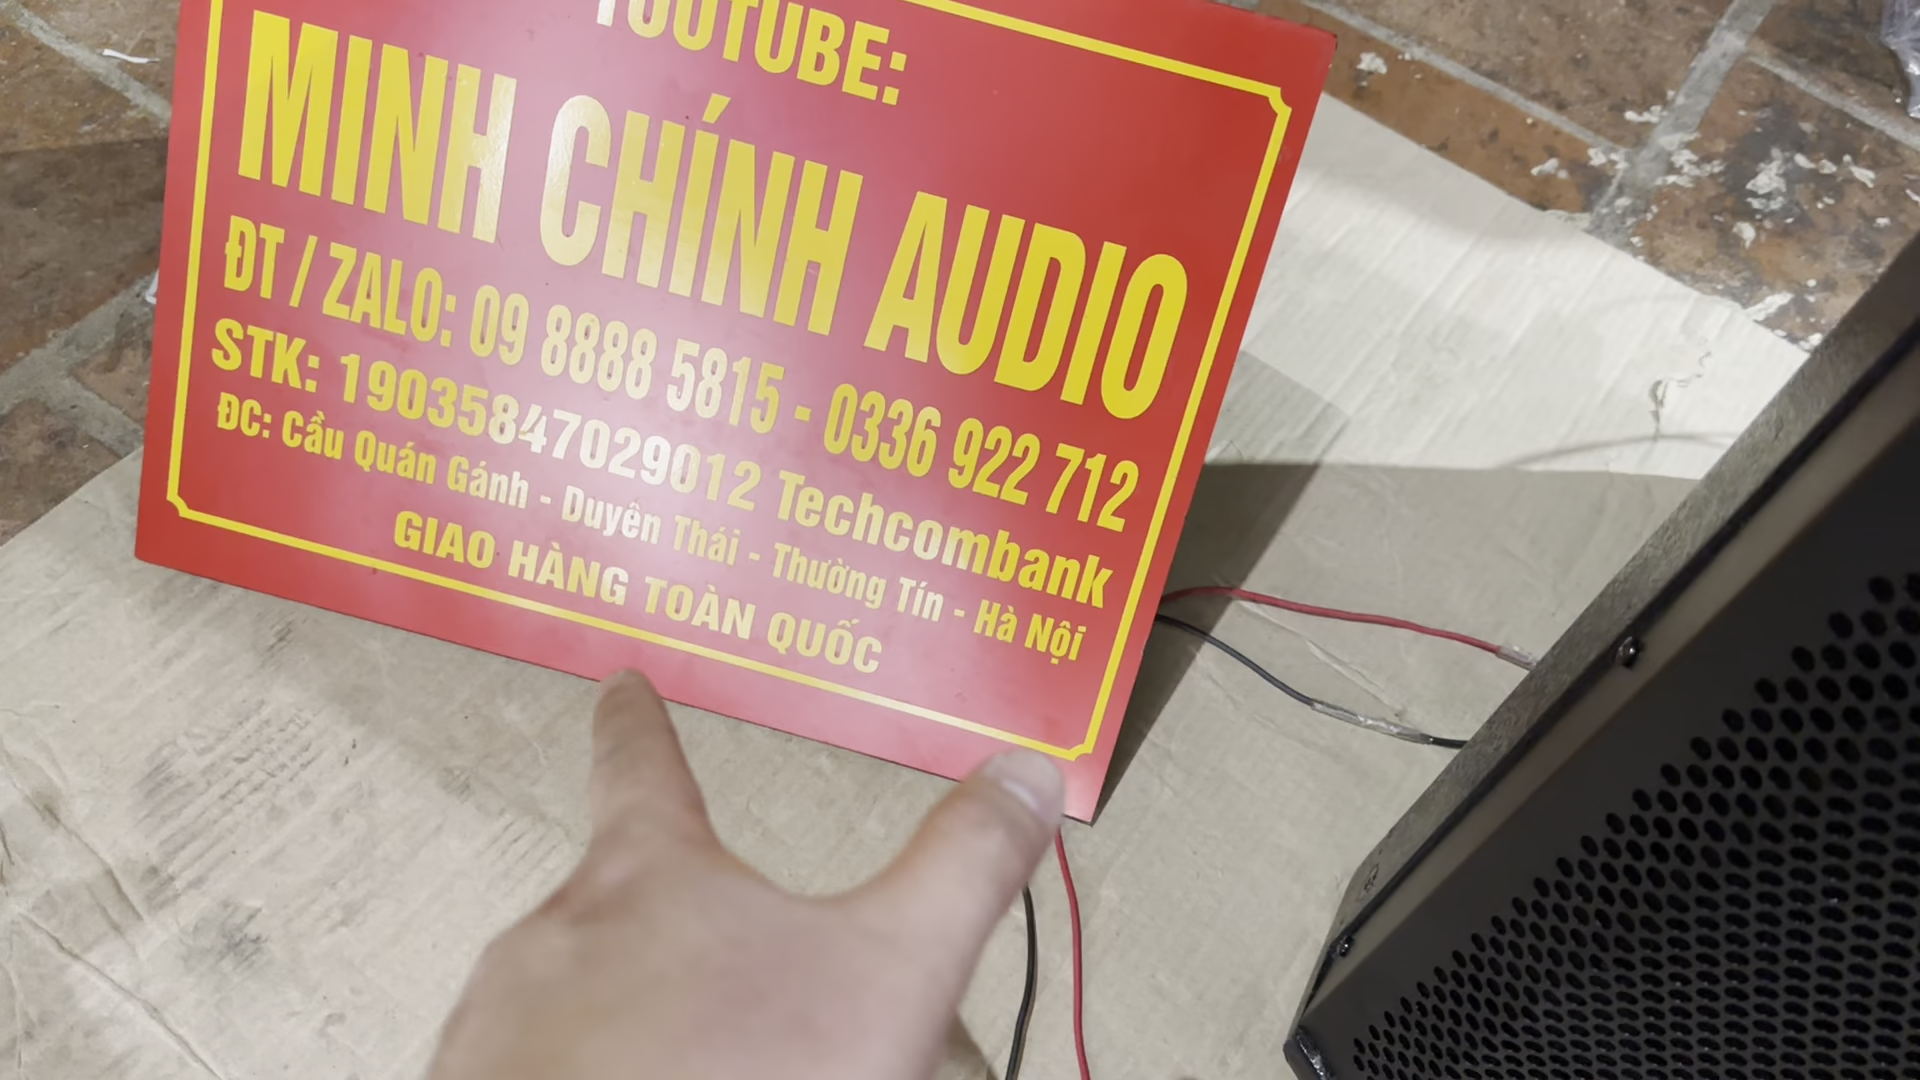 YOUTUBE:
MINH CHÍNH AUDIO
ĐT / ZALO: 09 8888 5815 - 0336 922 712
STK: 19035847029012 Techcombank
ĐC: Cầu Quán Gánh - Duyên Thái - Thường Tín - Hà Nội
GIAO HÀNG TOÀN QUỐC